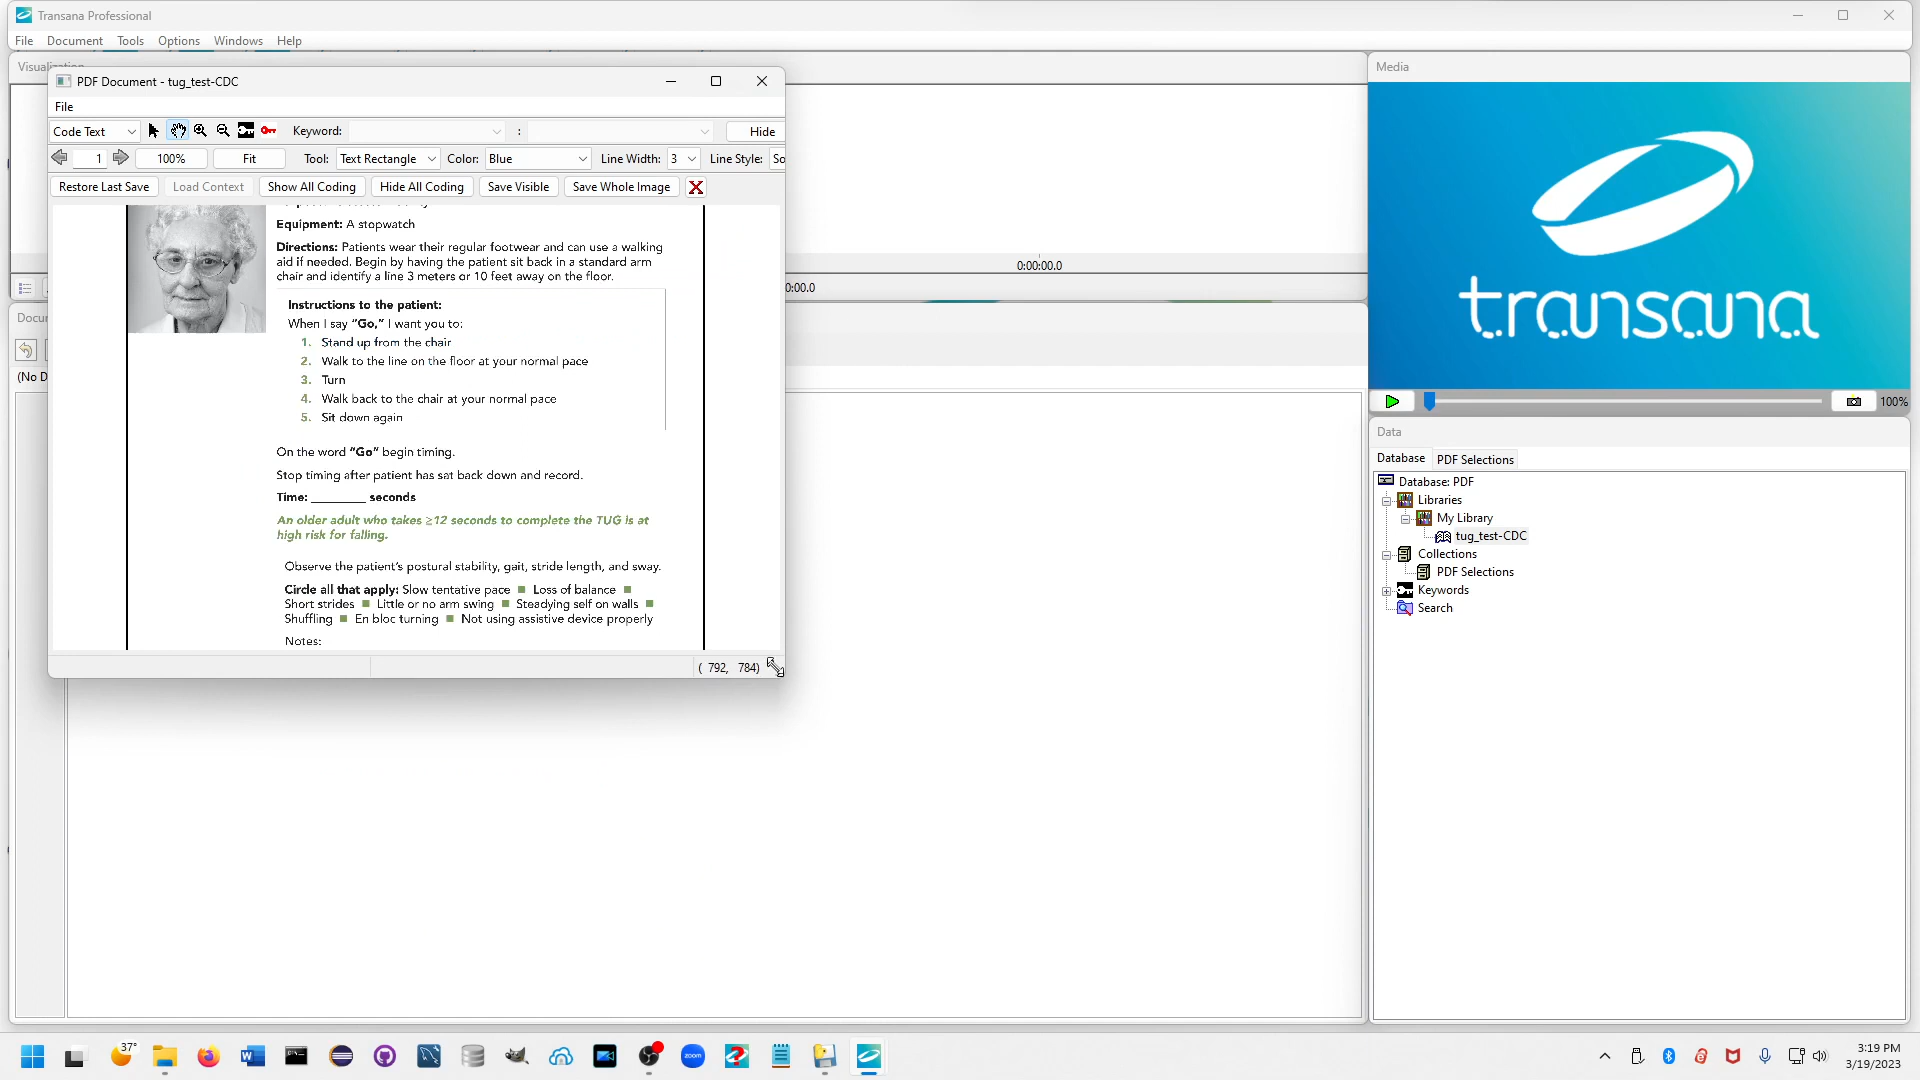 Transana Professional
File Document Tools Options Windows Help
PDF Document - tug_test-CDC
File
Code Text Keyword: : Hide
1 100% Fit Tool: Text Rectangle Color: Blue Line Width: 3 Line Style: So
Restore Last Save Load Context Show All Coding Hide All Coding Save Visible Save Whole Image
Equipment: A stopwatch
Directions: Patients wear their regular footwear and can use a walking
aid if needed. Begin by having the patient sit back in a standard arm
chair and identify a line 3 meters or 10 feet away on the floor.
Instructions to the patient:
When I say “Go,” I want you to:
1. Stand up from the chair
2. Walk to the line on the floor at your normal pace
3. Turn
4. Walk back to the chair at your normal pace
5. Sit down again
On the word “Go” begin timing.
Stop timing after patient has sat back down and record.
Time: _________ seconds
An older adult who takes ≥12 seconds to complete the TUG is at
high risk for falling.
Observe the patient’s postural stability, gait, stride length, and sway.
Circle all that apply: Slow tentative pace ■ Loss of balance ■
Short strides ■ Little or no arm swing ■ Steadying self on walls ■
Shuffling ■ En bloc turning ■ Not using assistive device properly
Notes:
( 792, 784)
Visualization
0:00:00.0
0:00.0
Docu
(No D
Media
transana
100%
Data
Database PDF Selections
Database: PDF
Libraries
My Library
tug_test-CDC
Collections
PDF Selections
Keywords
Search
37°
zoom
3:19 PM
3/19/2023